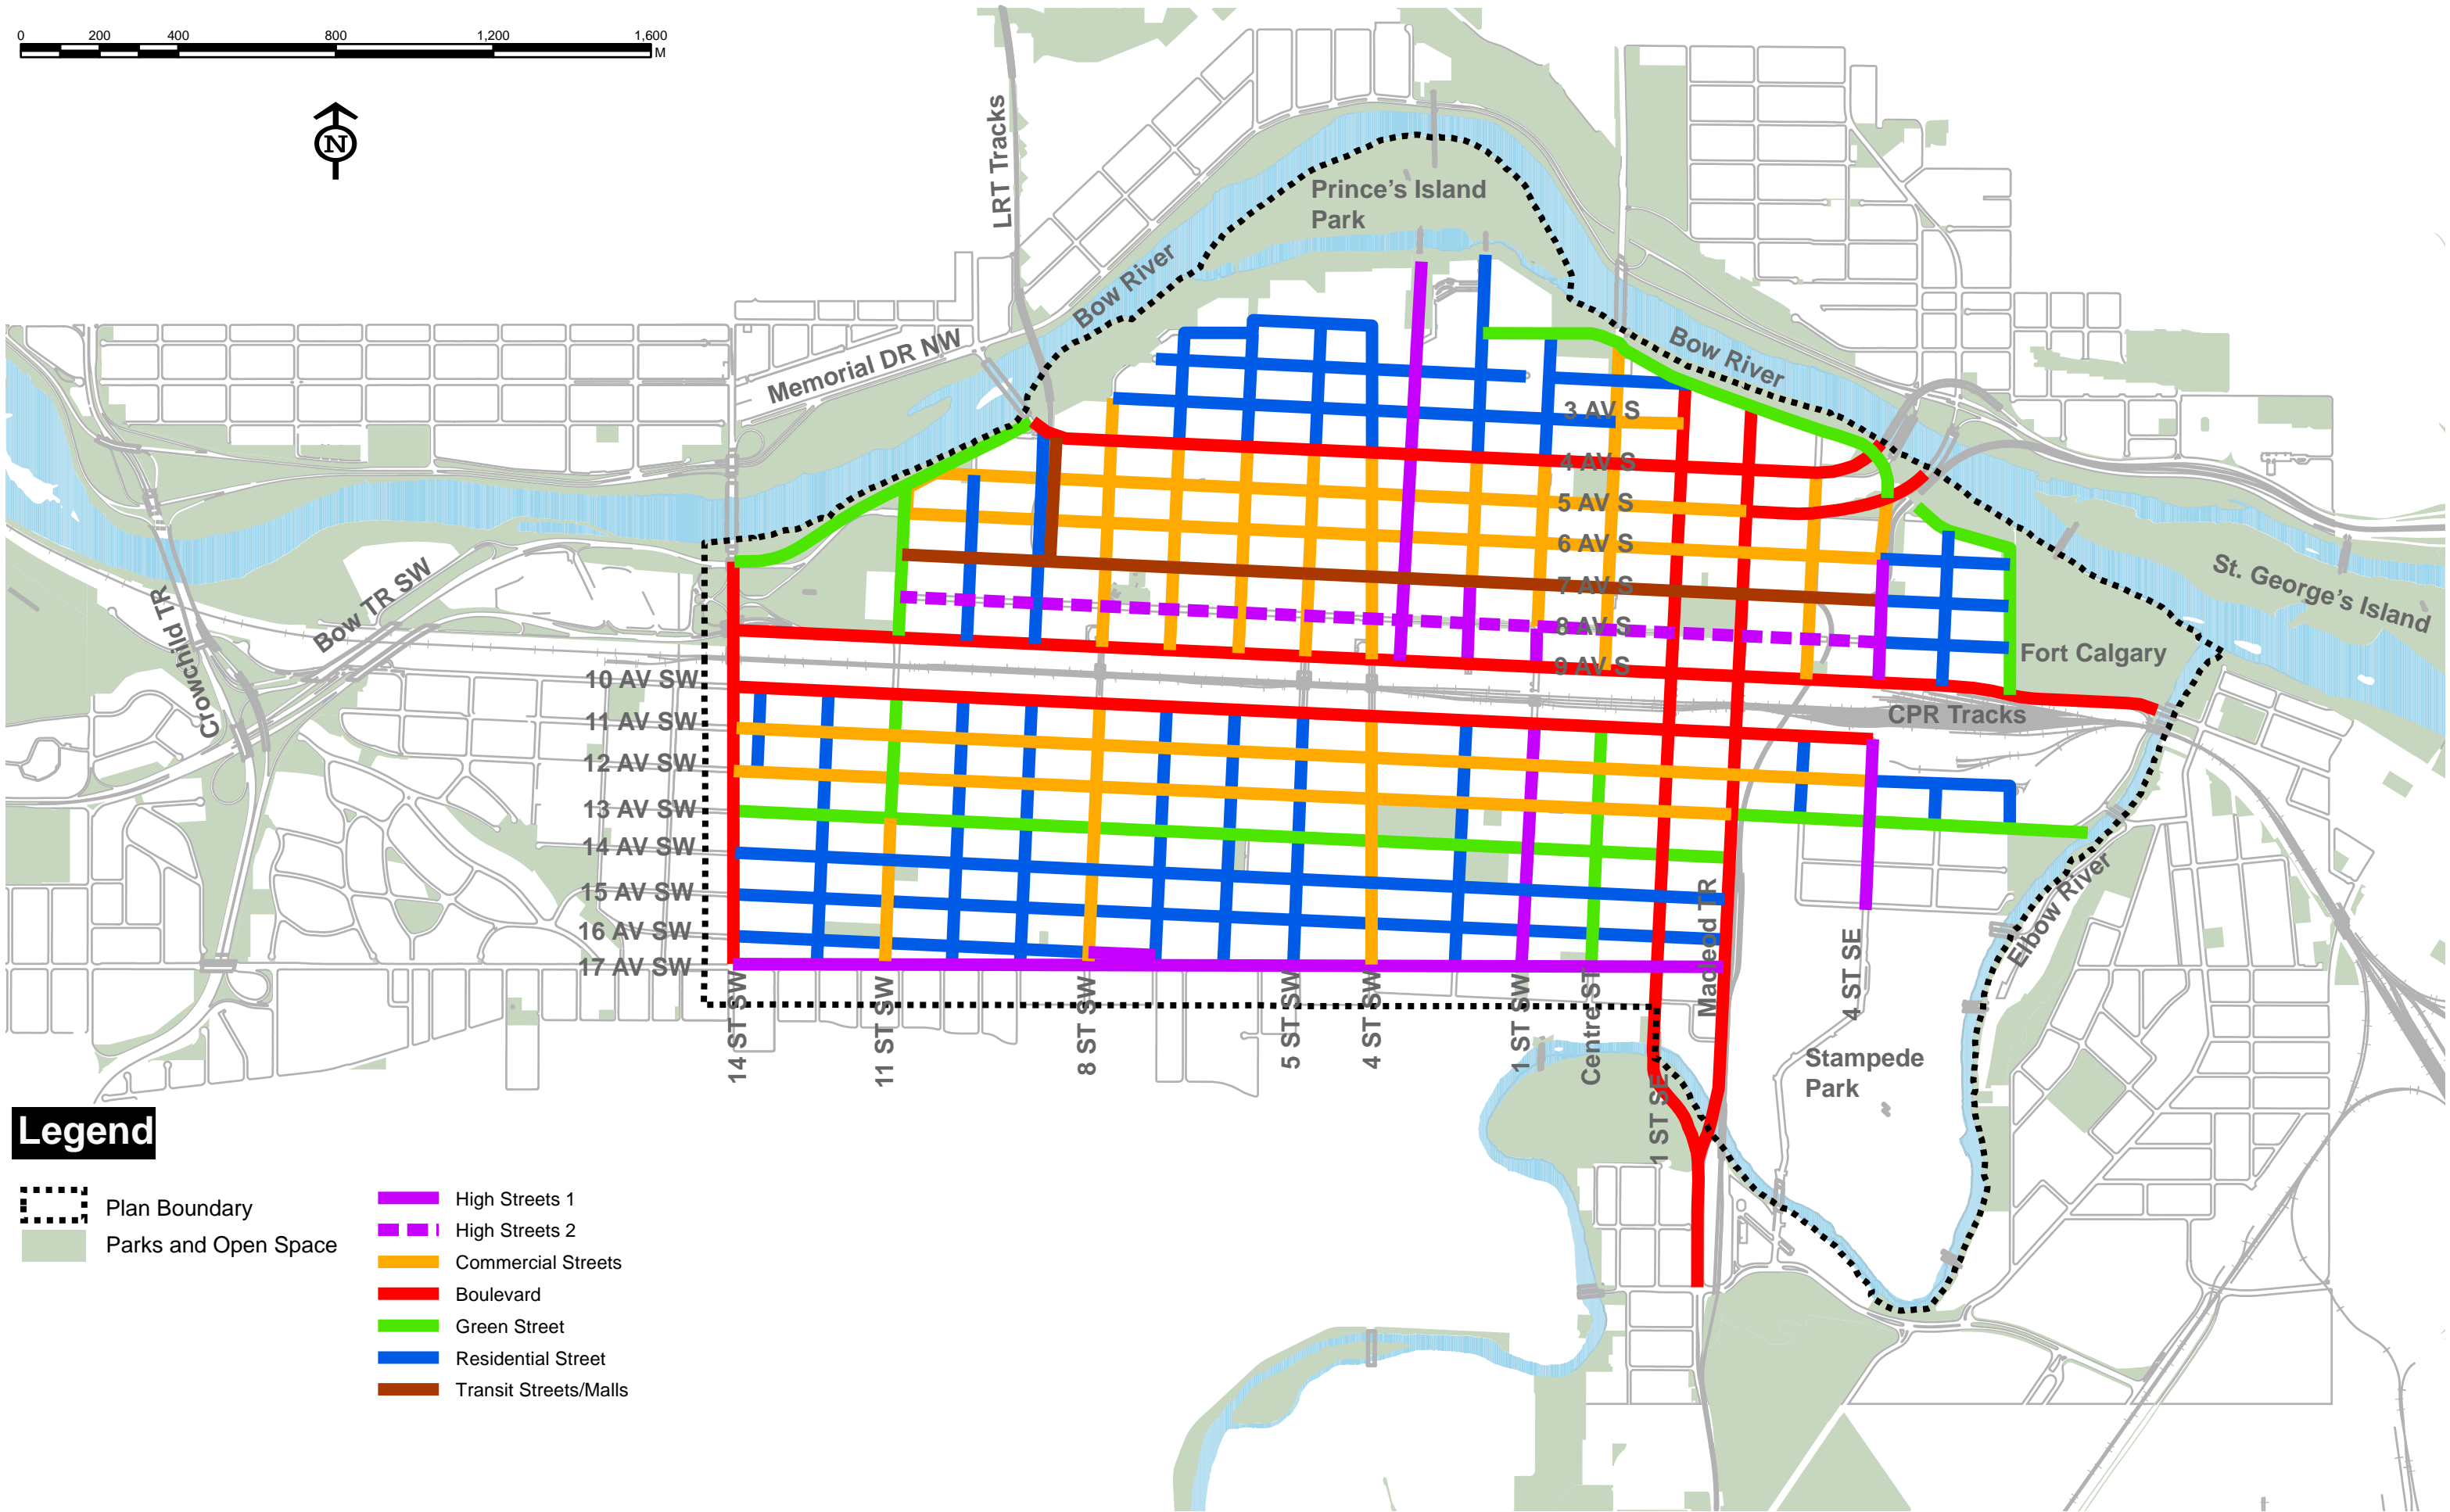 0 200 400 800 1,200 1,600
M
N
LRT Tracks
Prince's Island
Park
Bow River
Memorial DR NW
Bow River
3 AV S
4 AV S
5 AV S
6 AV S
7 AV S
8 AV S
9 AV S
St. George's Island
Fort Calgary
CPR Tracks
Crowchild TR
Bow TR SW
10 AV SW
11 AV SW
12 AV SW
13 AV SW
14 AV SW
15 AV SW
16 AV SW
17 AV SW
14 ST SW
11 ST SW
8 ST SW
5 ST SW
4 ST SW
1 ST SW
Centre ST
1 ST SE
Macleod TR
4 ST SE
Elbow River
Stampede
Park
Legend
Plan Boundary
Parks and Open Space
High Streets 1
High Streets 2
Commercial Streets
Boulevard
Green Street
Residential Street
Transit Streets/Malls